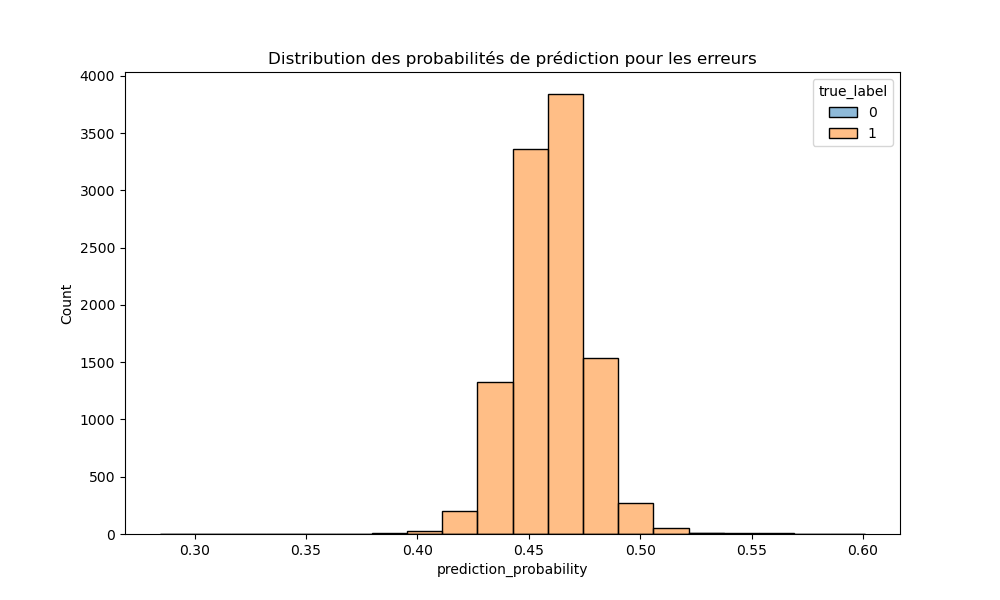 Distribution des probabilités de prédiction pour les erreurs
true_label
0
1
4000
3500
3000
2500
2000
1500
1000
500
0
Count
0.30 0.35 0.40 0.45 0.50 0.55 0.60
prediction_probability